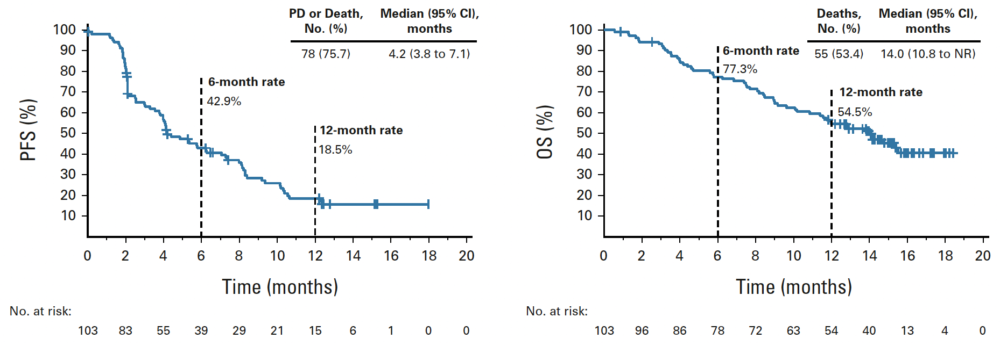 PD or Death, Median (95% CI),
No. (%) months
78 (75.7) 4.2 (3.8 to 7.1)
100
90
80
70
60
50
40
30
20
10
PFS (%)
6-month rate
42.9%
12-month rate
18.5%
0 2 4 6 8 10 12 14 16 18 20
Time (months)
No. at risk:
103 83 55 39 29 21 15 6 1 0 0
Deaths, Median (95% CI),
No. (%) months
55 (53.4) 14.0 (10.8 to NR)
100
90
80
70
60
50
40
30
20
10
OS (%)
6-month rate
77.3%
12-month rate
54.5%
0 2 4 6 8 10 12 14 16 18 20
Time (months)
No. at risk:
103 96 86 78 72 63 54 40 13 4 0